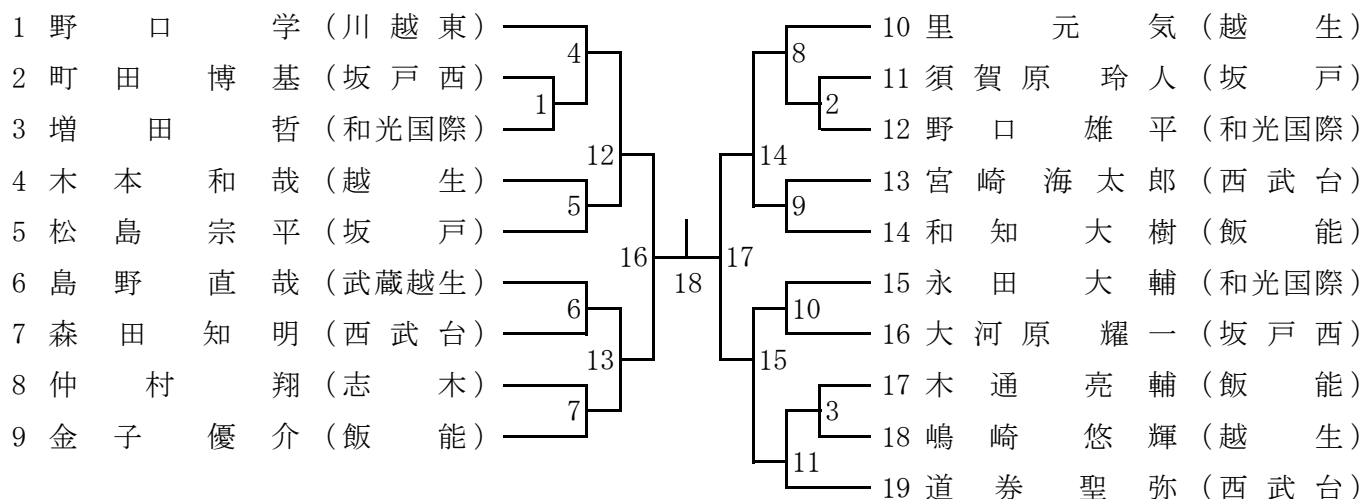 1 野口学（川越東）
2 町田博基（坂戸西）
3 増田哲（和光国際）
4 木本和哉（越生）
5 松島宗平（坂戸）
6 島野直哉（武蔵越生）
7 森田知明（西武台）
8 仲村翔（志木）
9 金子優介（飯能）
4
1
12
5
16
6
13
7
18
8
2
14
9
17
10
15
3
11
10 里元気（越生）
11 須賀原玲人（坂戸）
12 野口雄平（和光国際）
13 宮崎海太郎（西武台）
14 和知大樹（飯能）
15 永田大輔（和光国際）
16 大河原耀一（坂戸西）
17 木通亮輔（飯能）
18 嶋崎悠輝（越生）
19 道券聖弥（西武台）